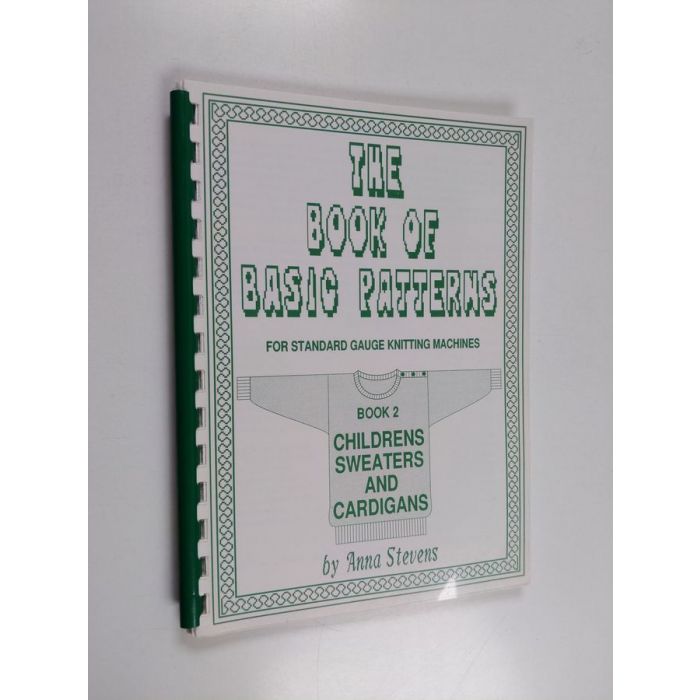 THE
BOOK OF
BASIC PATTERNS
FOR STANDARD GAUGE KNITTING MACHINES
BOOK 2
CHILDRENS
SWEATERS
AND
CARDIGANS
by Anna Stevens